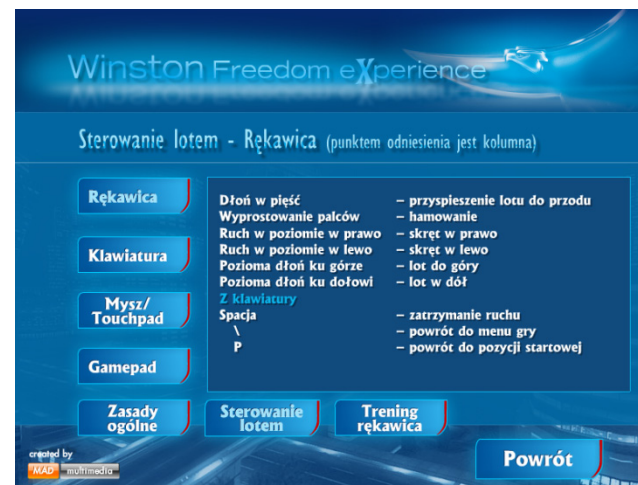 Winston Freedom eXperience
Sterowanie lotem - Rękawica (punktem odniesienia jest kolumna)
Rękawica
Klawiatura
Mysz/
Touchpad
Gamepad
Dłoń w pięść – przyspieszenie lotu do przodu
Wyprostowanie palców – hamowanie
Ruch w poziomie w prawo – skręt w prawo
Ruch w poziomie w lewo – skręt w lewo
Pozioma dłoń ku górze – lot do góry
Pozioma dłoń ku dołowi – lot w dół
Z klawiatury
Spacja – zatrzymanie ruchu
\ – powrót do menu gry
P – powrót do pozycji startowej
Zasady
ogólne
Sterowanie
lotem
Trening
rękawica
created by
MAD multimedia
Powrót